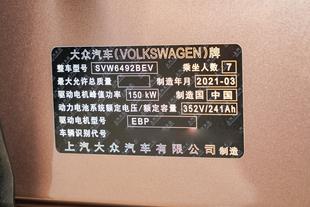 大众汽车(VOLKSWAGEN)牌
整车型号 SVW6492BEV 乘坐人数 7
最大允许总质量 制造年月 2021-03
驱动电机峰值功率 150 kW 制造国 中国
动力电池系统额定电压/额定容量 352V/241Ah
驱动电机型号 EBP
车辆识别代号
上汽大众汽车有限公司 制造